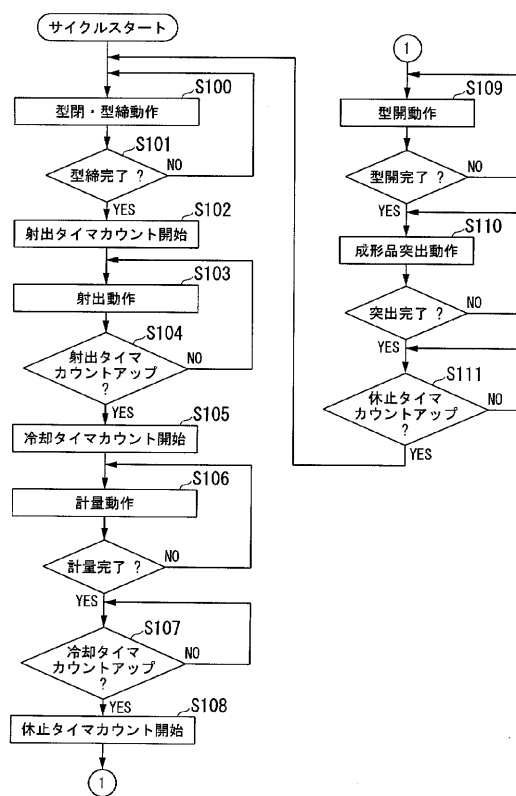 サイクルスタート
S100
型閉・型締動作
S101
型締完了 ?
NO
YES
S102
射出タイマカウント開始
S103
射出動作
S104
射出タイマ
カウントアップ
?
NO
YES
S105
冷却タイマカウント開始
S106
計量動作
計量完了 ?
NO
YES
S107
冷却タイマ
カウントアップ
?
NO
YES
S108
休止タイマカウント開始
1
1
S109
型開動作
型開完了 ?
NO
YES
S110
成形品突出動作
突出完了 ?
NO
YES
S111
休止タイマ
カウントアップ
?
NO
YES